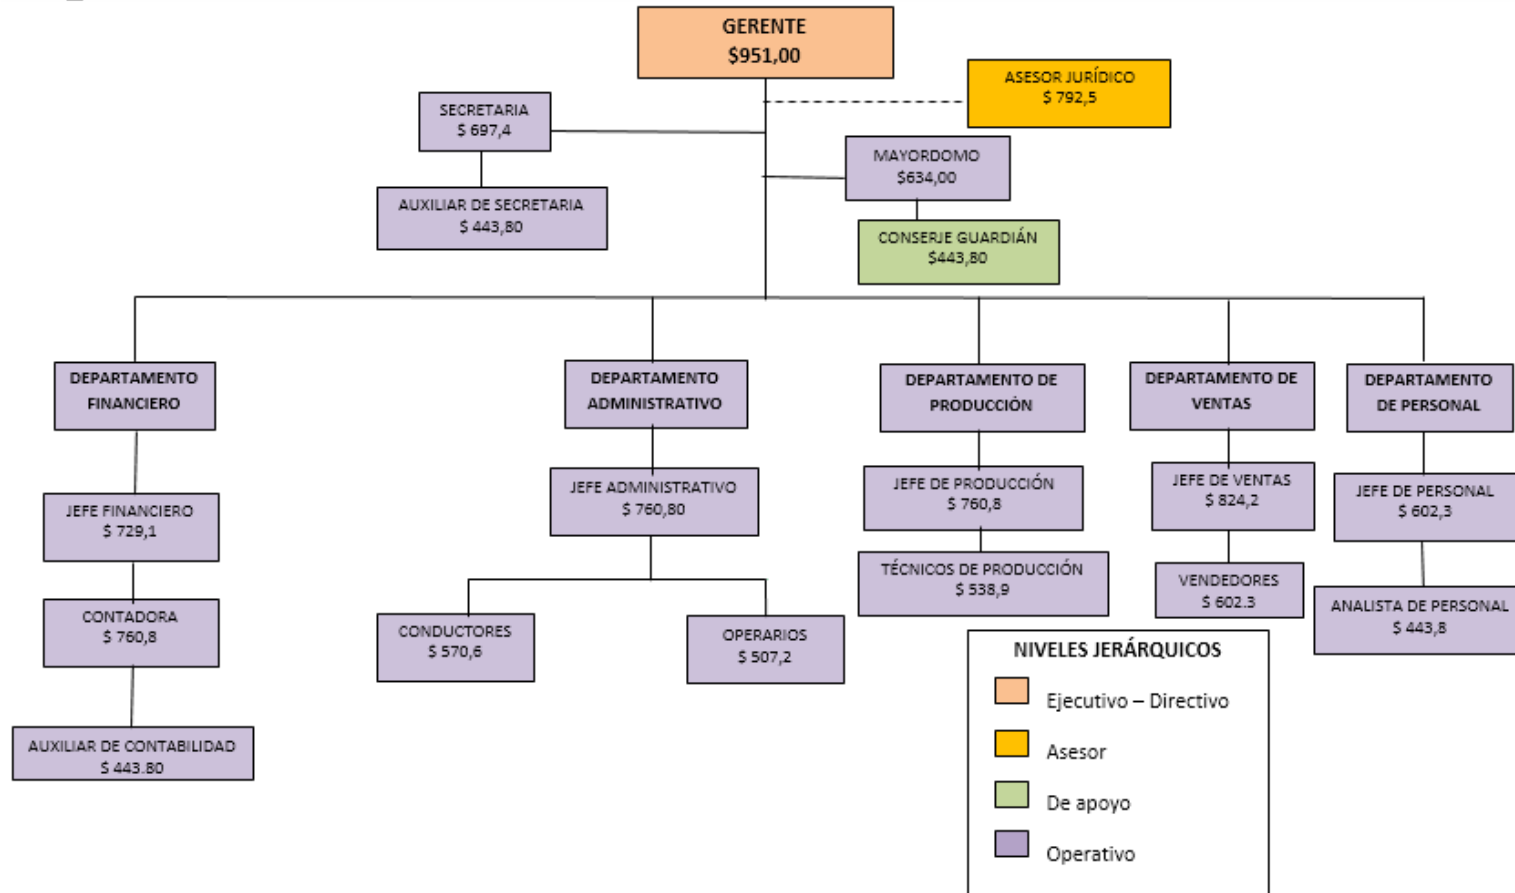 GERENTE
$951,00
ASESOR JURÍDICO
$ 792,5
SECRETARIA
$ 697,4
MAYORDOMO
$634,00
AUXILIAR DE SECRETARIA
$ 443,80
CONSERJE GUARDIÁN
$443,80
DEPARTAMENTO
FINANCIERO
DEPARTAMENTO
ADMINISTRATIVO
DEPARTAMENTO DE
PRODUCCIÓN
DEPARTAMENTO DE
VENTAS
DEPARTAMENTO
DE PERSONAL
JEFE FINANCIERO
$ 729,1
JEFE ADMINISTRATIVO
$ 760,80
JEFE DE PRODUCCIÓN
$ 760,8
JEFE DE VENTAS
$ 824,2
JEFE DE PERSONAL
$ 602,3
CONTADORA
$ 760,8
CONDUCTORES
$ 570,6
OPERARIOS
$ 507,2
TÉCNICOS DE PRODUCCIÓN
$ 538,9
VENDEDORES
$ 602.3
ANALISTA DE PERSONAL
$ 443,8
AUXILIAR DE CONTABILIDAD
$ 443.80
NIVELES JERÁRQUICOS
Ejecutivo – Directivo
Asesor
De apoyo
Operativo